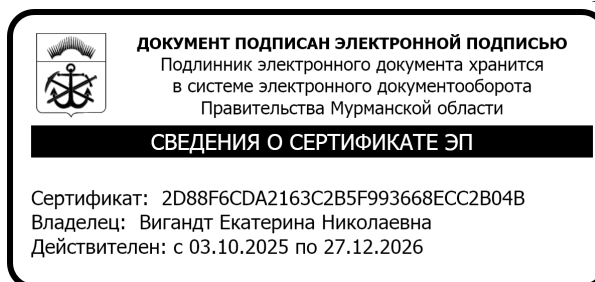 ДОКУМЕНТ ПОДПИСАН ЭЛЕКТРОННОЙ ПОДПИСЬЮ
Подлинник электронного документа хранится
в системе электронного документооборота
Правительства Мурманской области
СВЕДЕНИЯ О СЕРТИФИКАТЕ ЭП
Сертификат: 2D88F6CDA2163C2B5F993668ECC2B04B
Владелец: Вигандт Екатерина Николаевна
Действителен: с 03.10.2025 по 27.12.2026